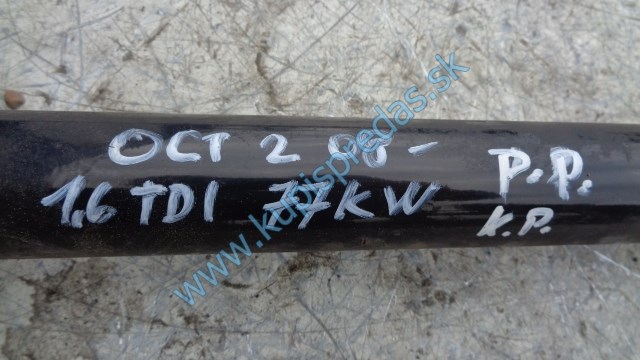 OCT 2 08-
1.6 TDI 77KW
P.P.
K.P.
www.kupispredas.sk